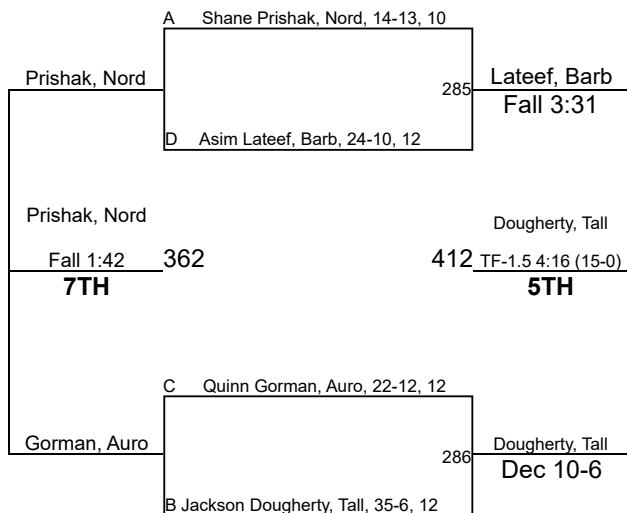 A Shane Prishak, Nord, 14-13, 10
Prishak, Nord
285
Lateef, Barb
Fall 3:31
D Asim Lateef, Barb, 24-10, 12
Prishak, Nord
Fall 1:42
362
7TH
Dougherty, Tall
412
TF-1.5 4:16 (15-0)
5TH
C Quinn Gorman, Auro, 22-12, 12
Gorman, Auro
286
Dougherty, Tall
Dec 10-6
B Jackson Dougherty, Tall, 35-6, 12